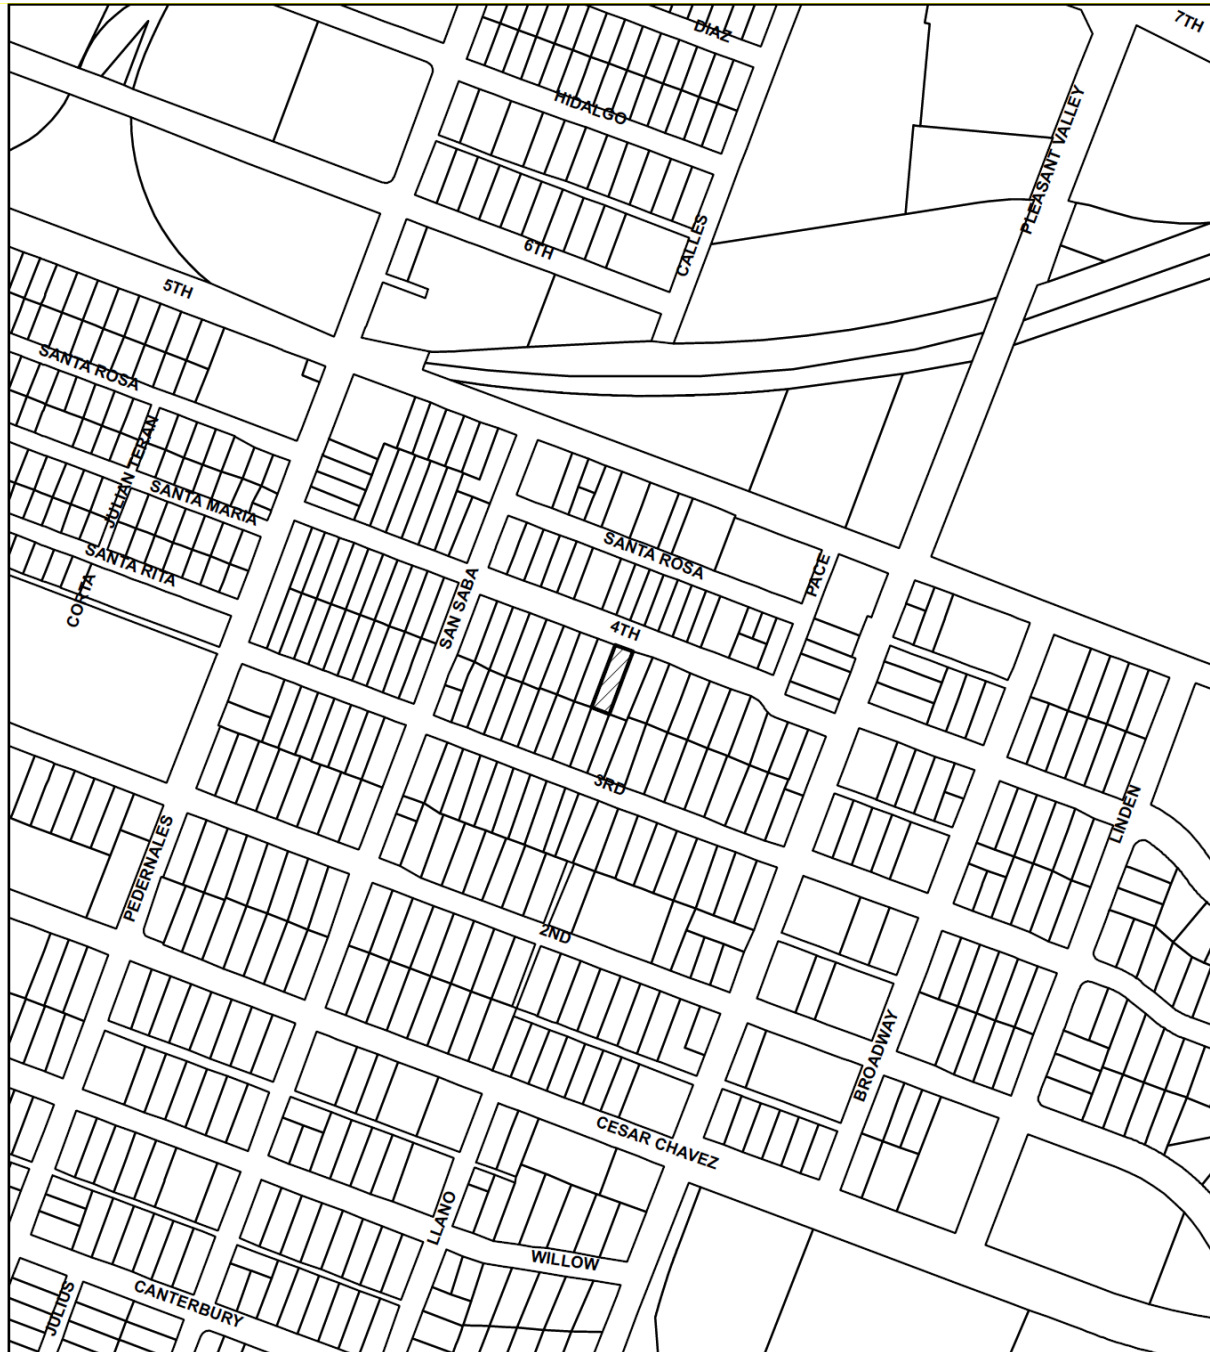 7TH
DIAZ
HIDALGO
PLEASANT VALLEY
CALLES
6TH
5TH
SANTA ROSA
JULIAN TERAN
SANTA MARIA
SANTA ROSA
SANTA RITA
PACE
CORTA
SAN SABA
4TH
3RD
LINDEN
PEDERNALES
2ND
BROADWAY
CESAR CHAVEZ
LLANO
WILLOW
CANTERBURY
JULIUS